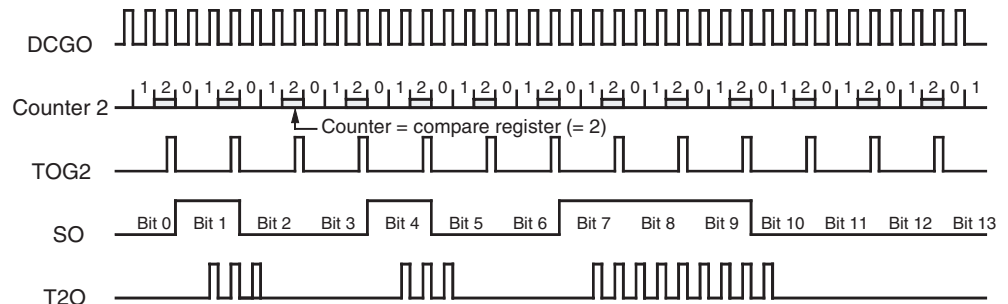 DCGO
1 2 0 1 2 0 1 2 0 1 2 0 1 2 0 1 2 0 1 2 0 1 2 0 1 2 0 1 2 0 1 2 0 1 2 0 1 2 0 1
Counter 2
Counter = compare register (= 2)
TOG2
SO
Bit 0 Bit 1 Bit 2 Bit 3 Bit 4 Bit 5 Bit 6 Bit 7 Bit 8 Bit 9 Bit 10 Bit 11 Bit 12 Bit 13
T2O